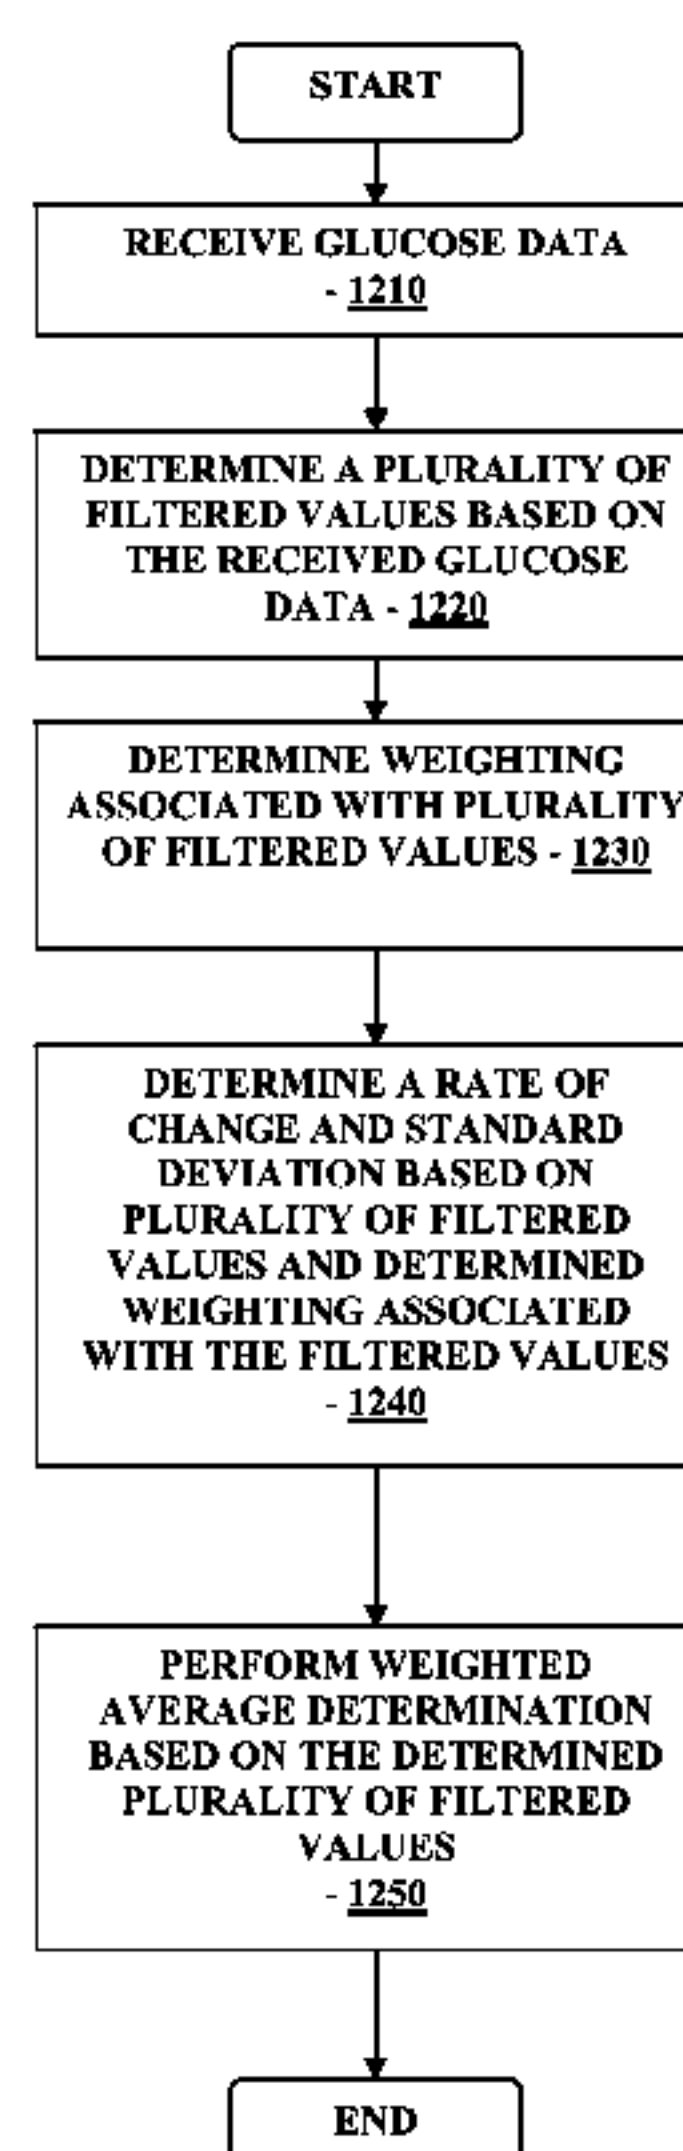 START
RECEIVE GLUCOSE DATA
- 1210
DETERMINE A PLURALITY OF
FILTERED VALUES BASED ON
THE RECEIVED GLUCOSE
DATA - 1220
DETERMINE WEIGHTING
ASSOCIATED WITH PLURALITY
OF FILTERED VALUES - 1230
DETERMINE A RATE OF
CHANGE AND STANDARD
DEVIATION BASED ON
PLURALITY OF FILTERED
VALUES AND DETERMINED
WEIGHTING ASSOCIATED
WITH THE FILTERED VALUES
- 1240
PERFORM WEIGHTED
AVERAGE DETERMINATION
BASED ON THE DETERMINED
PLURALITY OF FILTERED
VALUES
- 1250
END